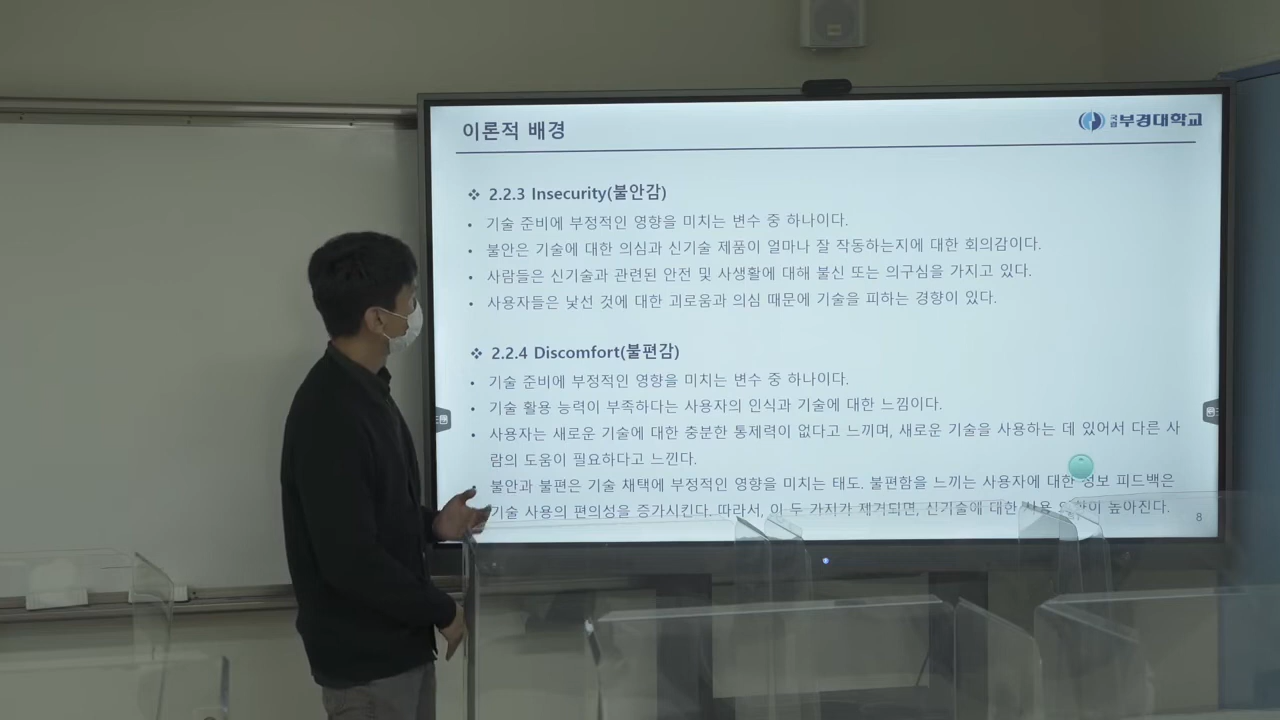 이론적 배경
국립부경대학교
❖ 2.2.3 Insecurity(불안감)
• 기술 준비에 부정적인 영향을 미치는 변수 중 하나이다.
• 불안은 기술에 대한 의심과 신기술 제품이 얼마나 잘 작동하는지에 대한 회의감이다.
• 사람들은 신기술과 관련된 안전 및 사생활에 대해 불신 또는 의구심을 가지고 있다.
• 사용자들은 낯선 것에 대한 괴로움과 의심 때문에 기술을 피하는 경향이 있다.
❖ 2.2.4 Discomfort(불편감)
• 기술 준비에 부정적인 영향을 미치는 변수 중 하나이다.
• 기술 활용 능력이 부족하다는 사용자의 인식과 기술에 대한 느낌이다.
• 사용자는 새로운 기술에 대한 충분한 통제력이 없다고 느끼며, 새로운 기술을 사용하는 데 있어서 다른 사
람의 도움이 필요하다고 느낀다.
불안과 불편은 기술 채택에 부정적인 영향을 미치는 태도. 불편함을 느끼는 사용자에 대한 정보 피드백은
기술 사용의 편의성을 증가시킨다. 따라서, 이 두 가지가 제거되면, 신기술에 대한 사용 높아진다.
8